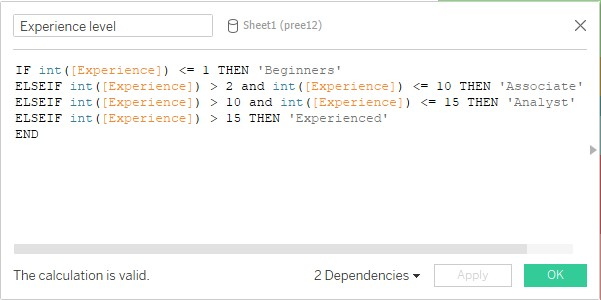 Experience level
Sheet1 (pree12)
IF int([Experience]) <= 1 THEN 'Beginners'
ELSEIF int([Experience]) > 2 and int([Experience]) <= 10 THEN 'Associate'
ELSEIF int([Experience]) > 10 and int([Experience]) <= 15 THEN 'Analyst'
ELSEIF int([Experience]) > 15 THEN 'Experienced'
END
The calculation is valid.
2 Dependencies
Apply
OK